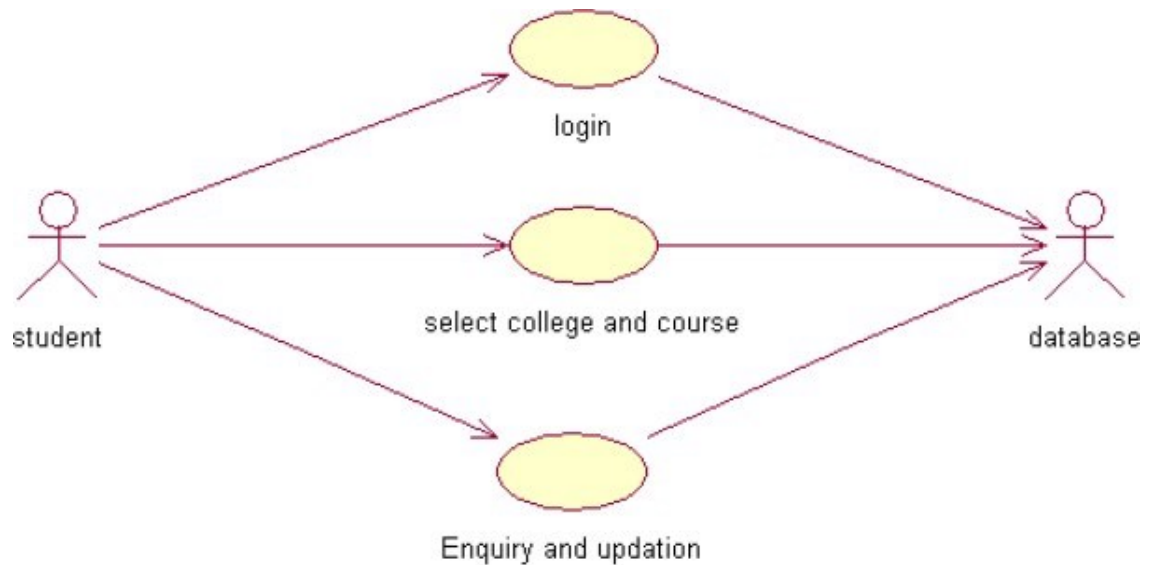 login
student
select college and course
database
Enquiry and updation